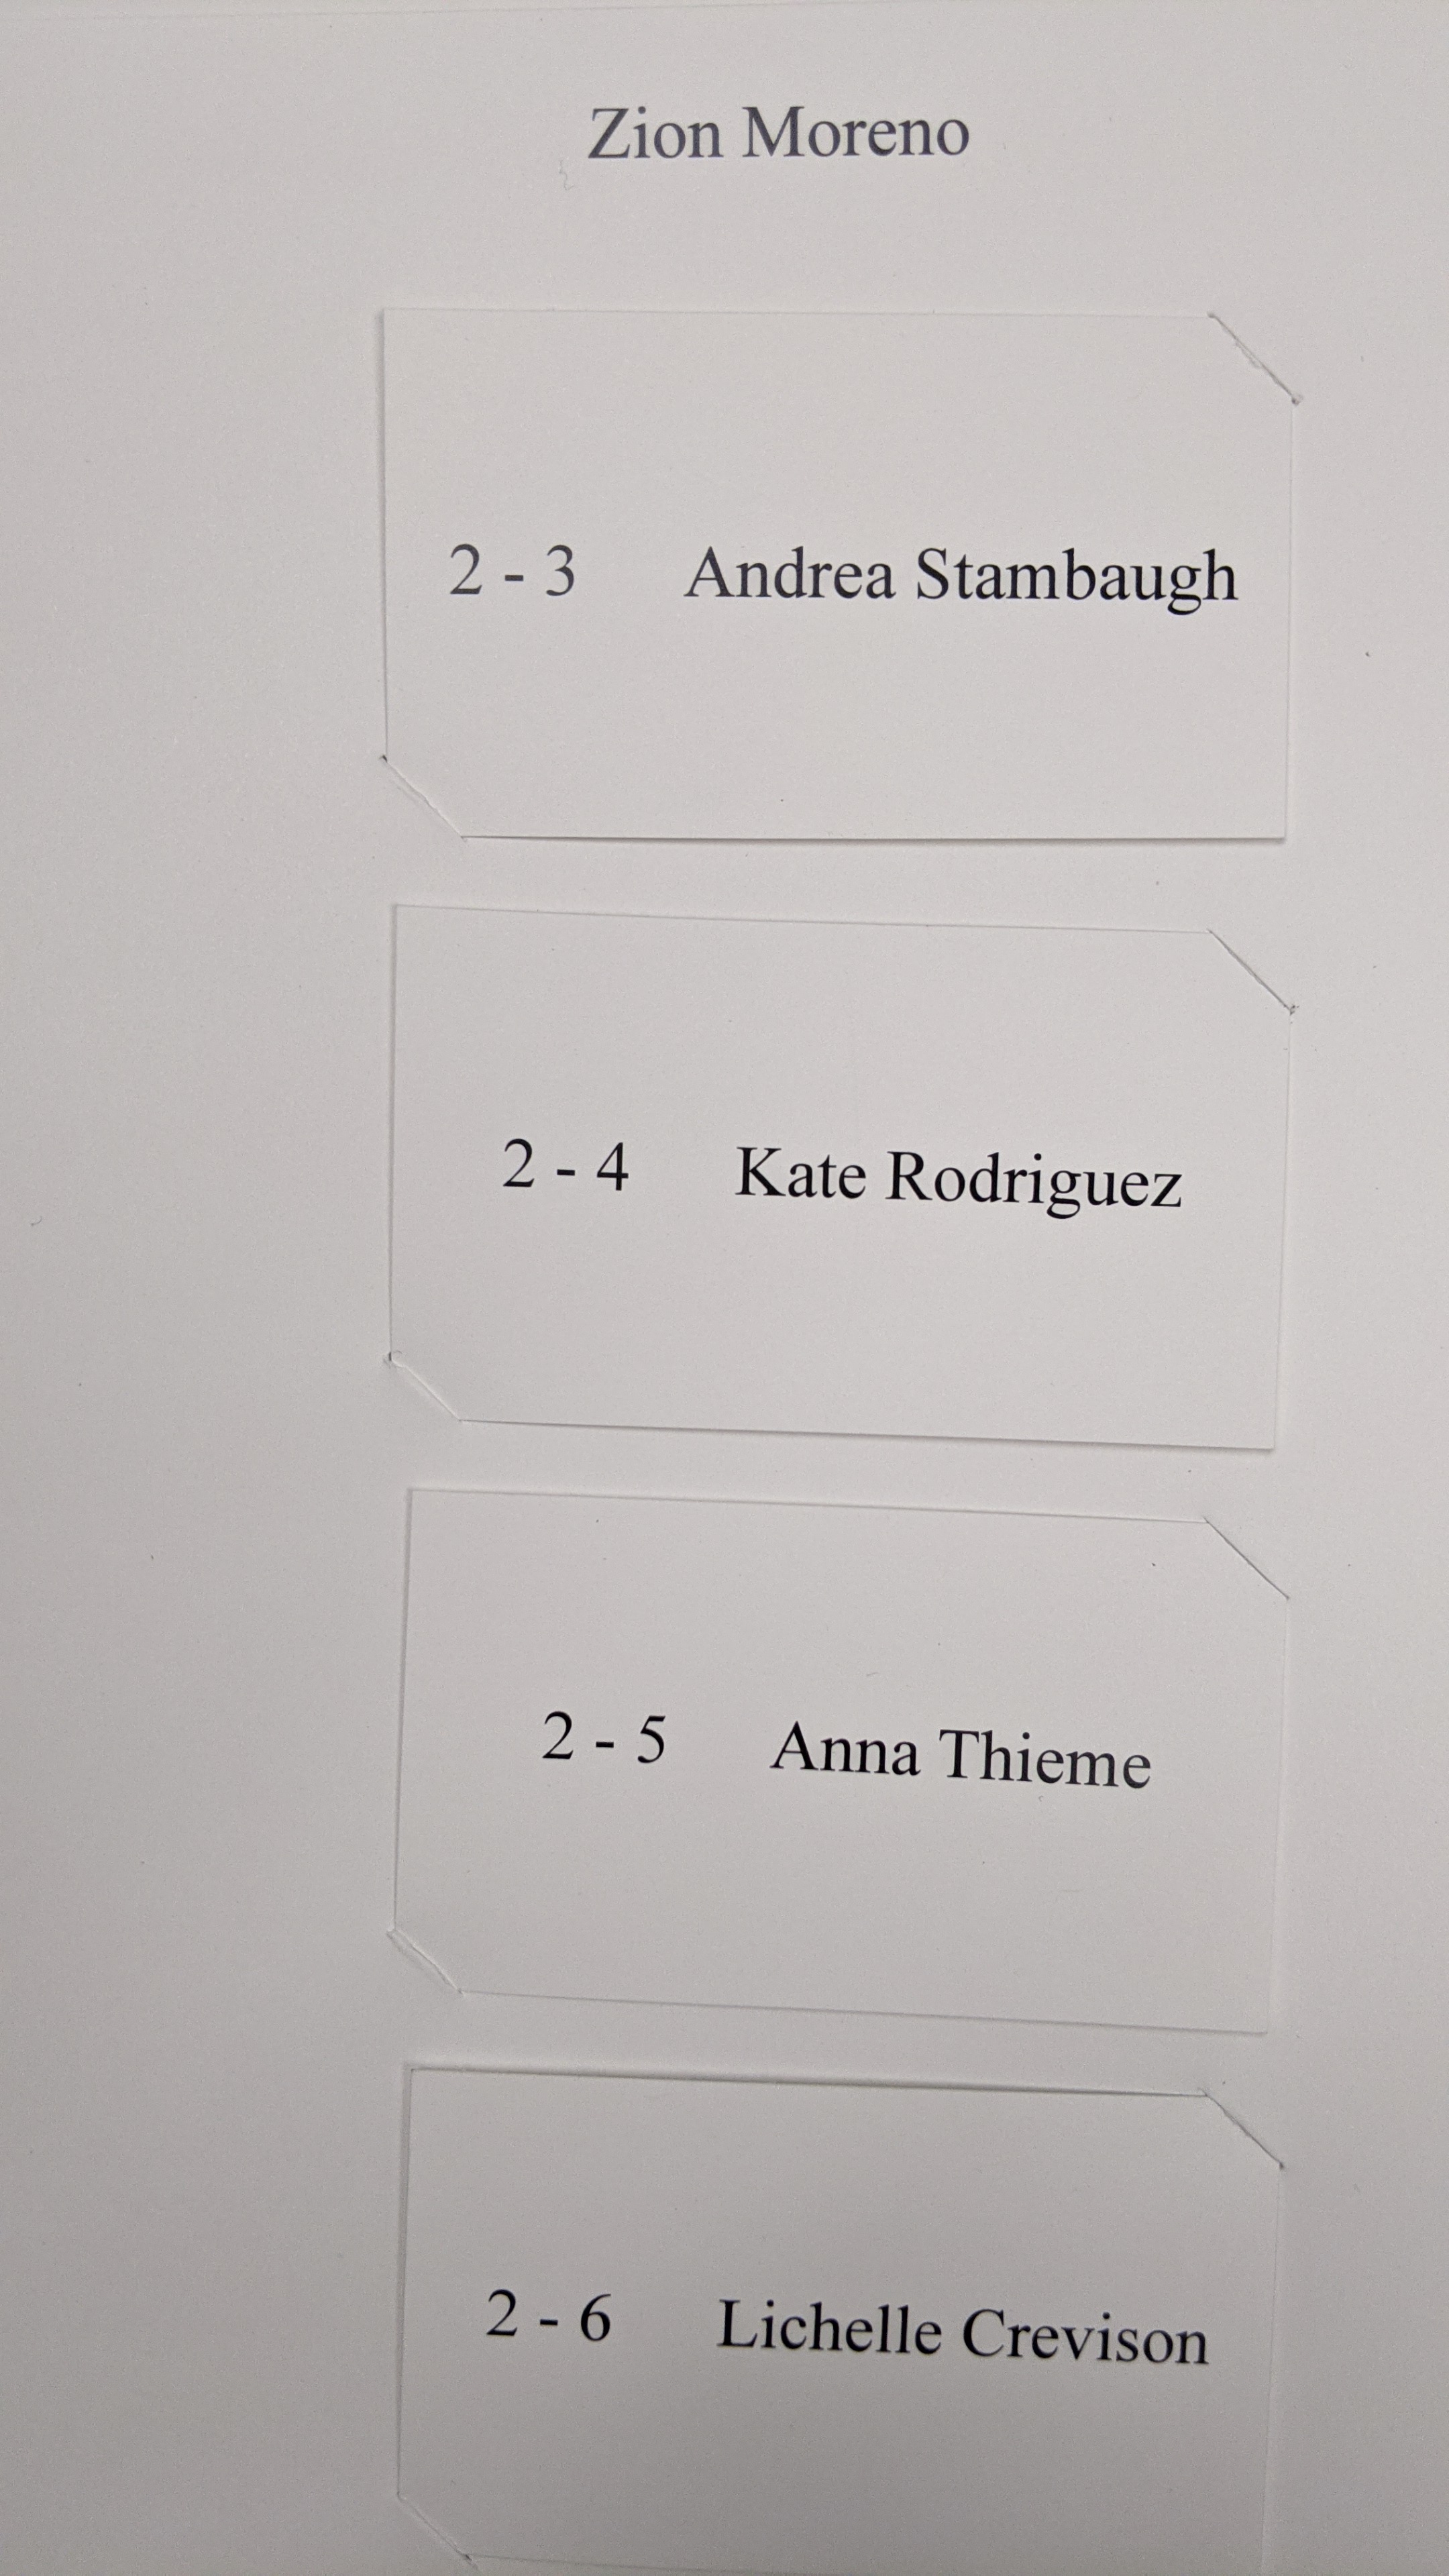 Zion Moreno
2 - 3 Andrea Stambaugh
2 - 4 Kate Rodriguez
2 - 5 Anna Thieme
2 - 6 Lichelle Crevison